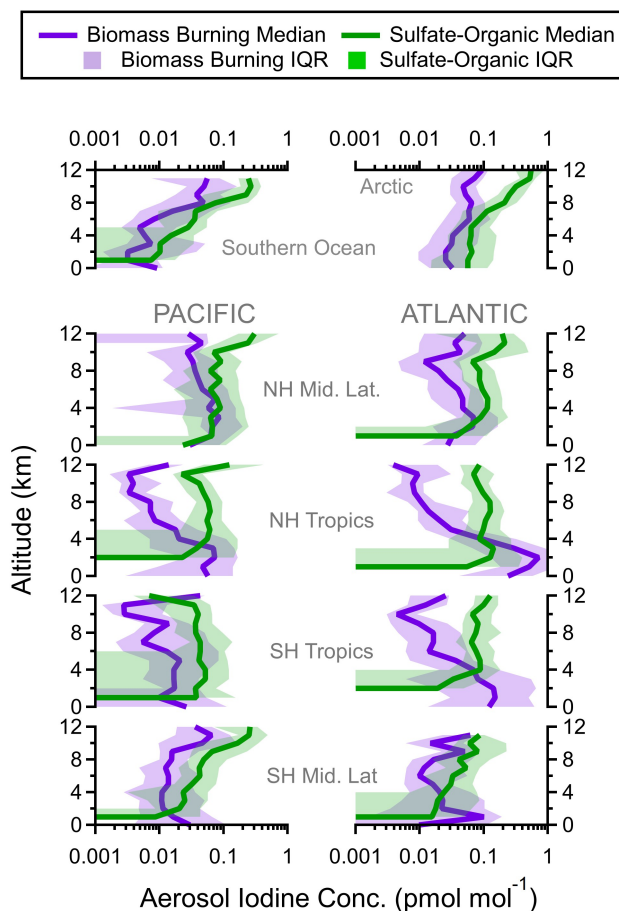 Biomass Burning Median Sulfate-Organic Median
Biomass Burning IQR Sulfate-Organic IQR
0.001 0.01 0.1 1 0.001 0.01 0.1 1
12 12
Arctic
8 8
4 Southern Ocean 4
0 0
PACIFIC ATLANTIC
12 12
8 8
NH Mid. Lat.
4 4
0 0
Altitude (km)
12 12
8 8
NH Tropics
4 4
0 0
12 12
8 8
SH Tropics
4 4
0 0
12 12
8 8
SH Mid. Lat
4 4
0 0
0.001 0.01 0.1 1 0.001 0.01 0.1 1
Aerosol Iodine Conc. (pmol mol⁻¹)